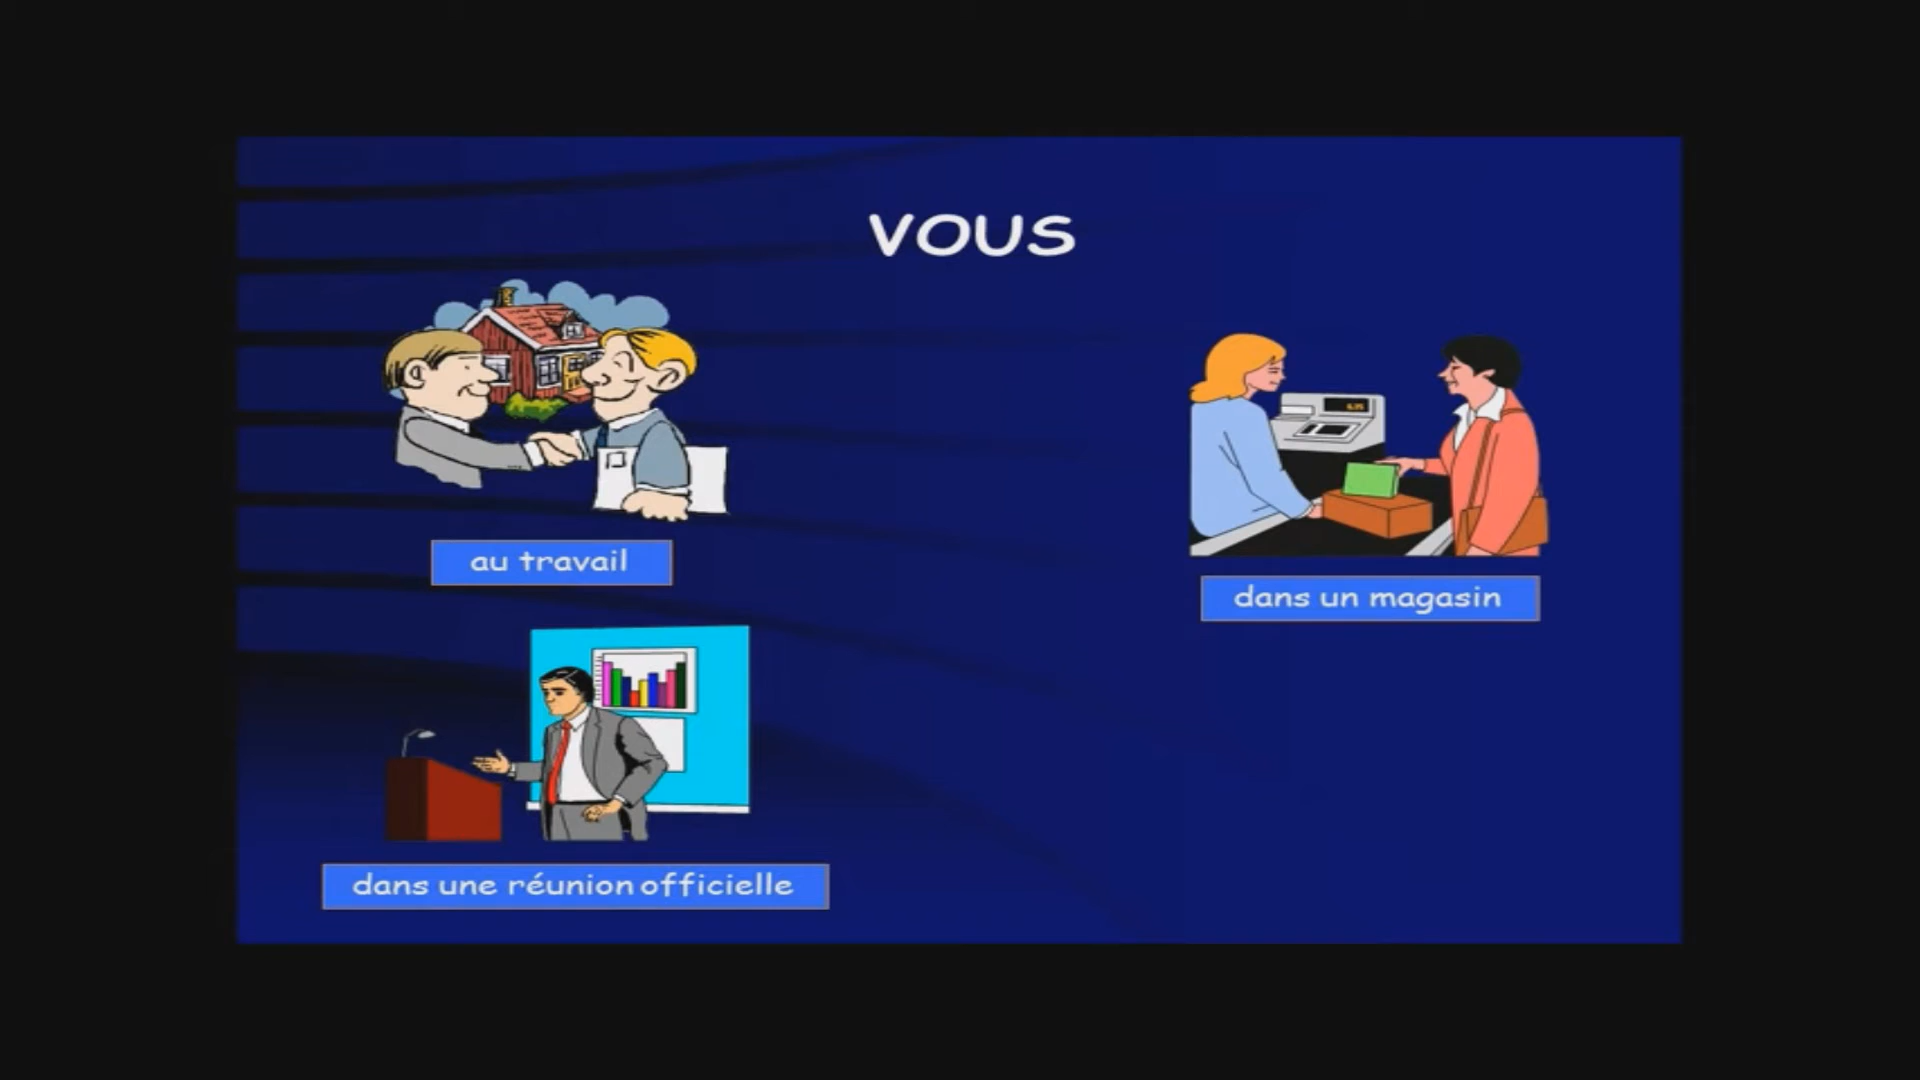 VOUS
au travail
dans un magasin
dans une réunion officielle